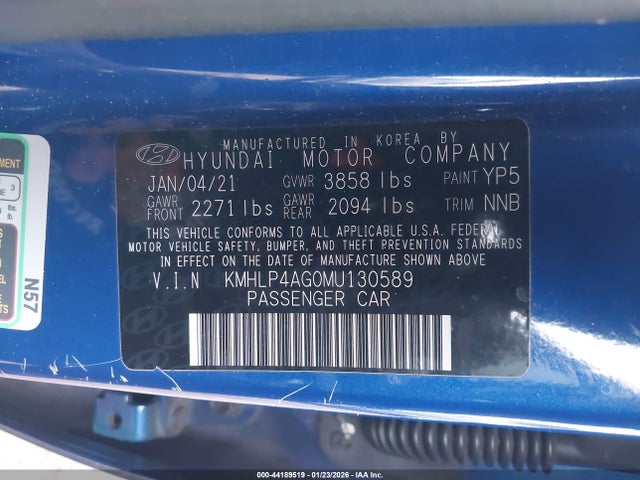 MANUFACTURED IN KOREA BY
HYUNDAI MOTOR COMPANY
JAN/04/21 GVWR 3858 lbs PAINT YP5
GAWR FRONT 2271 lbs GAWR REAR 2094 lbs TRIM NNB
THIS VEHICLE CONFORMS TO ALL APPLICABLE U.S.A. FEDERAL
MOTOR VEHICLE SAFETY, BUMPER, AND THEFT PREVENTION STANDARDS
IN EFFECT ON THE DATE OF MANUFACTURE SHOWN ABOVE.
V.I.N KMHLP4AG0MU130589
PASSENGER CAR
N57
000-44189519 - 01/23/2026 - IAA Inc.